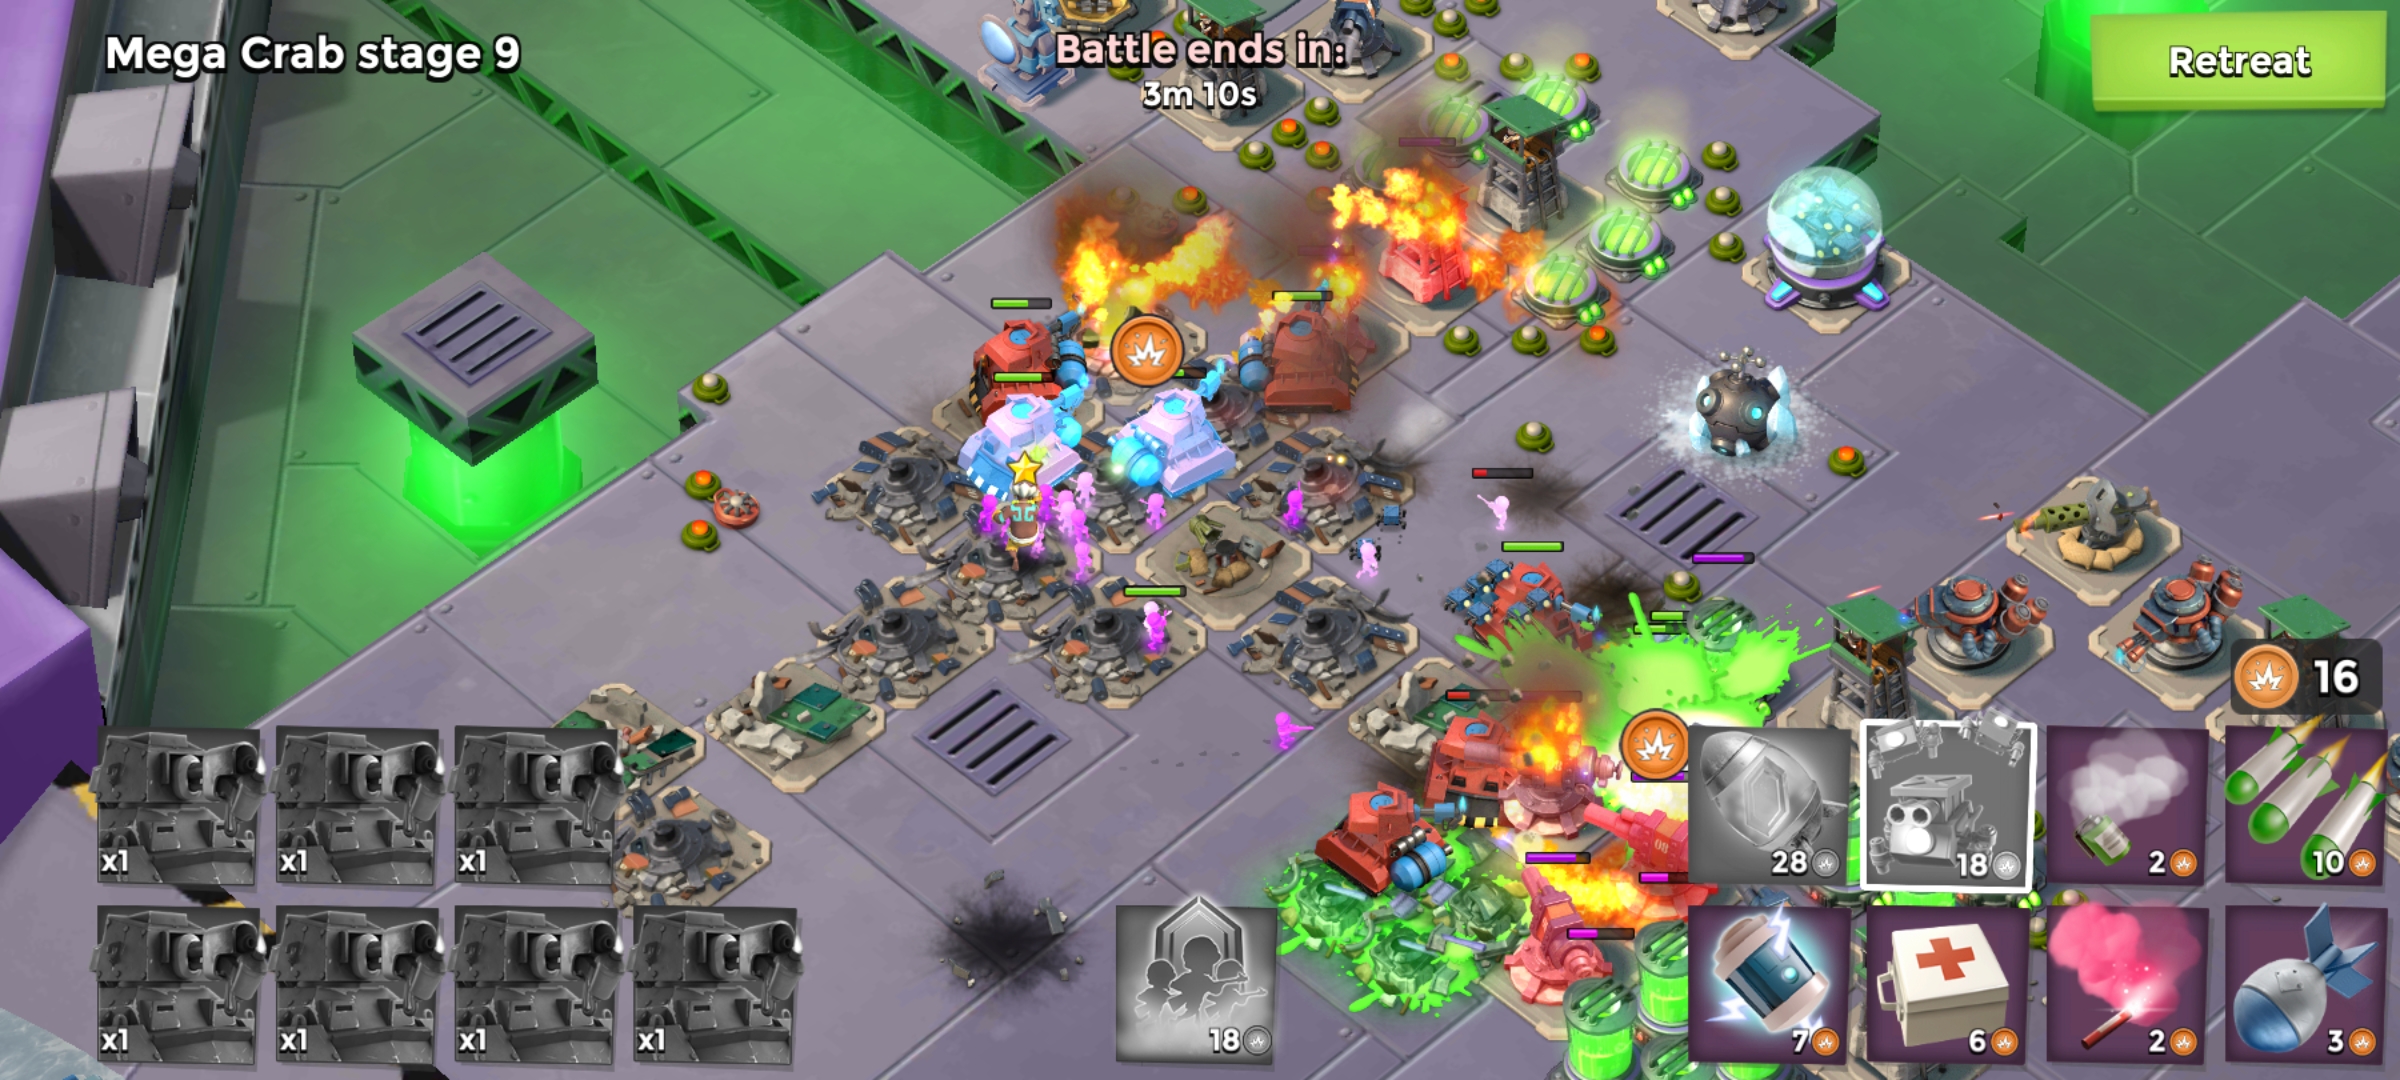 Mega Crab stage 9
Battle ends in:
3m 10s
Retreat
16
x1
x1
x1
28
18
2
10
x1
x1
x1
x1
18
7
6
2
3